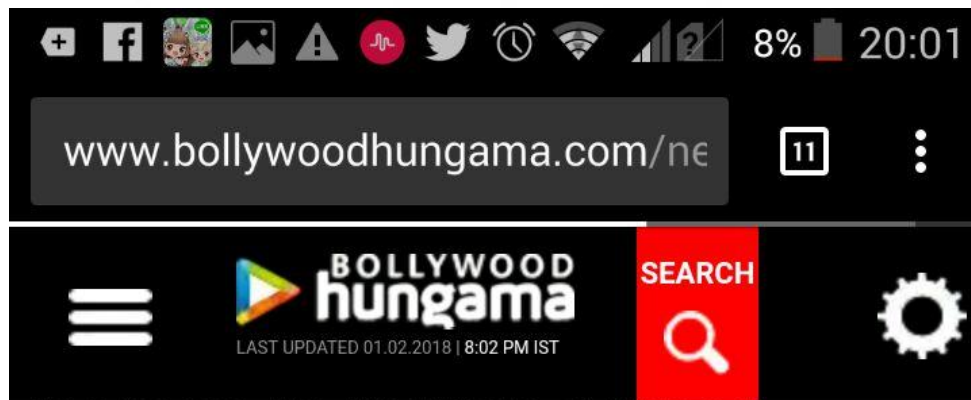 8% 20:01
www.bollywoodhungama.com/ne
11
BOLLYWOOD
hungama
SEARCH
LAST UPDATED 01.02.2018 | 8:02 PM IST